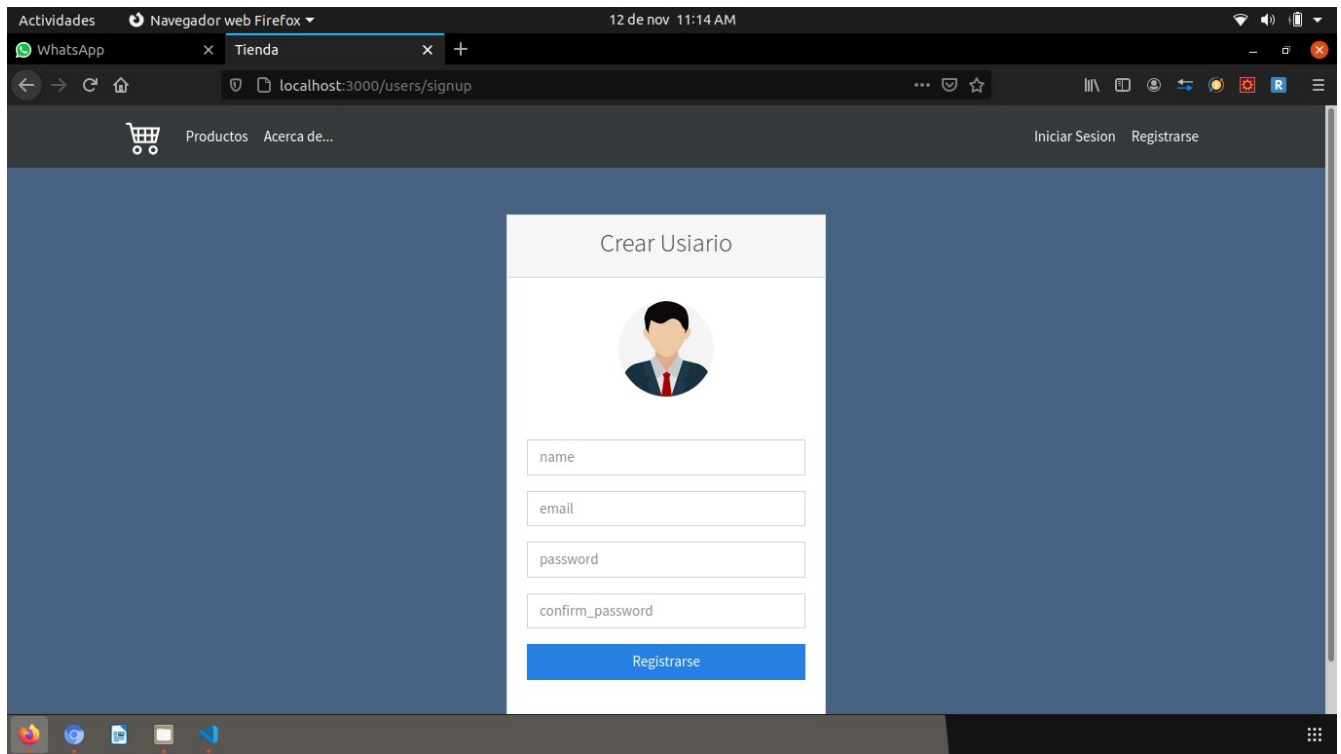 Actividades Navegador web Firefox 12 de nov 11:14 AM
WhatsApp Tienda
localhost:3000/users/signup
R
Productos Acerca de... Iniciar Sesion Registrarse
Crear Usiario
name
email
password
confirm_password
Registrarse